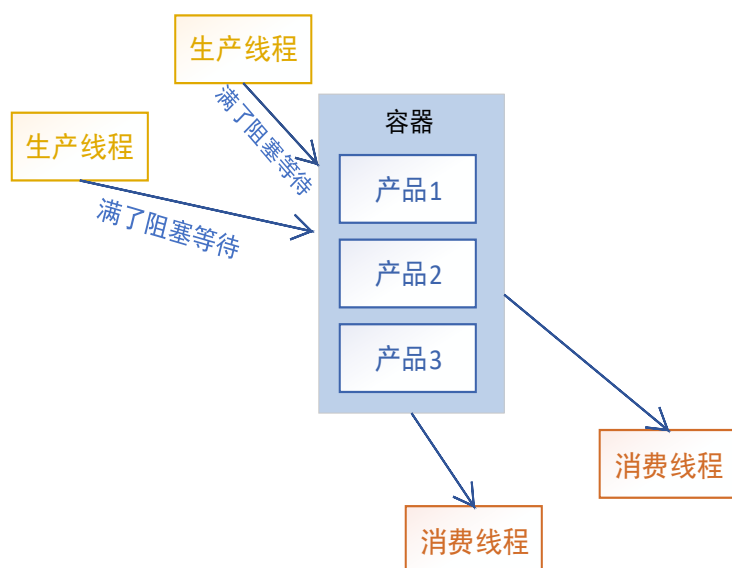 生产线程
满了阻塞等待
生产线程
满了阻塞等待
容器
产品1
产品2
产品3
消费线程
消费线程